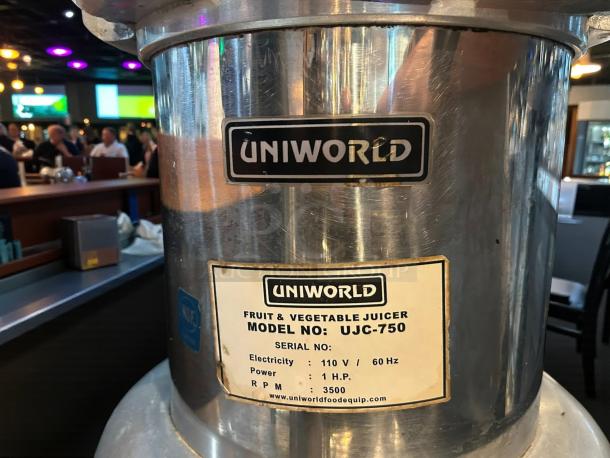 UNIWORLD
UNIWORLD
FRUIT & VEGETABLE JUICER
MODEL NO: UJC-750
SERIAL NO:
Electricity : 110 V / 60 Hz
Power : 1 H.P.
R P M : 3500
www.uniworldfoodequip.com